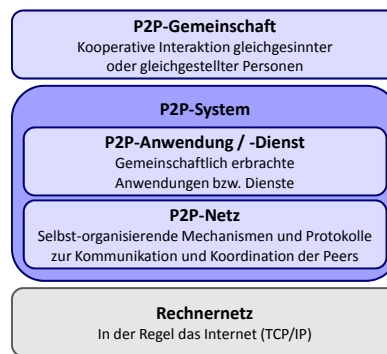 P2P-Gemeinschaft
Kooperative Interaktion gleichgesinnter
oder gleichgestellter Personen
P2P-System
P2P-Anwendung / -Dienst
Gemeinschaftlich erbrachte
Anwendungen bzw. Dienste
P2P-Netz
Selbst-organisierende Mechanismen und Protokolle
zur Kommunikation und Koordination der Peers
Rechnernetz
In der Regel das Internet (TCP/IP)